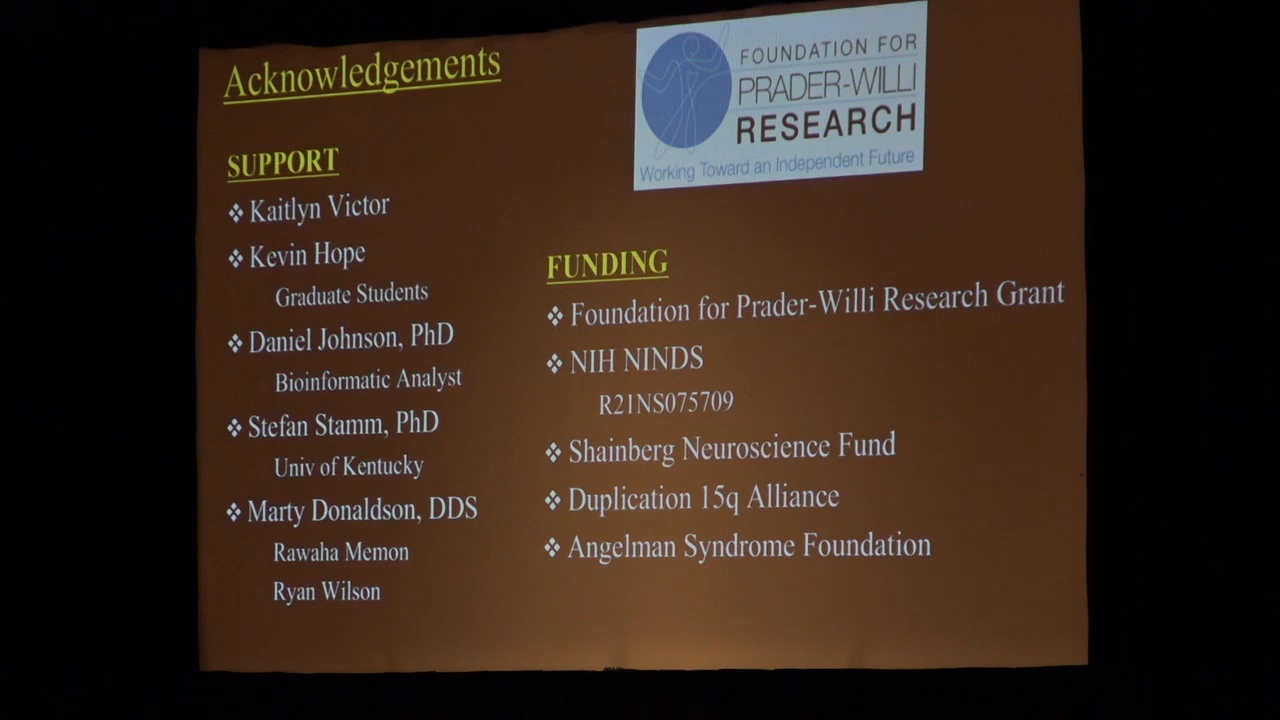 Acknowledgements
FOUNDATION FOR
PRADER-WILLI
RESEARCH
Working Toward an Independent Future
SUPPORT
❖ Kaitlyn Victor
❖ Kevin Hope
Graduate Students
❖ Daniel Johnson, PhD
Bioinformatic Analyst
❖ Stefan Stamm, PhD
Univ of Kentucky
❖ Marty Donaldson, DDS
Rawaha Memon
Ryan Wilson
FUNDING
❖ Foundation for Prader-Willi Research Grant
❖ NIH NINDS
R21NS075709
❖ Shainberg Neuroscience Fund
❖ Duplication 15q Alliance
❖ Angelman Syndrome Foundation